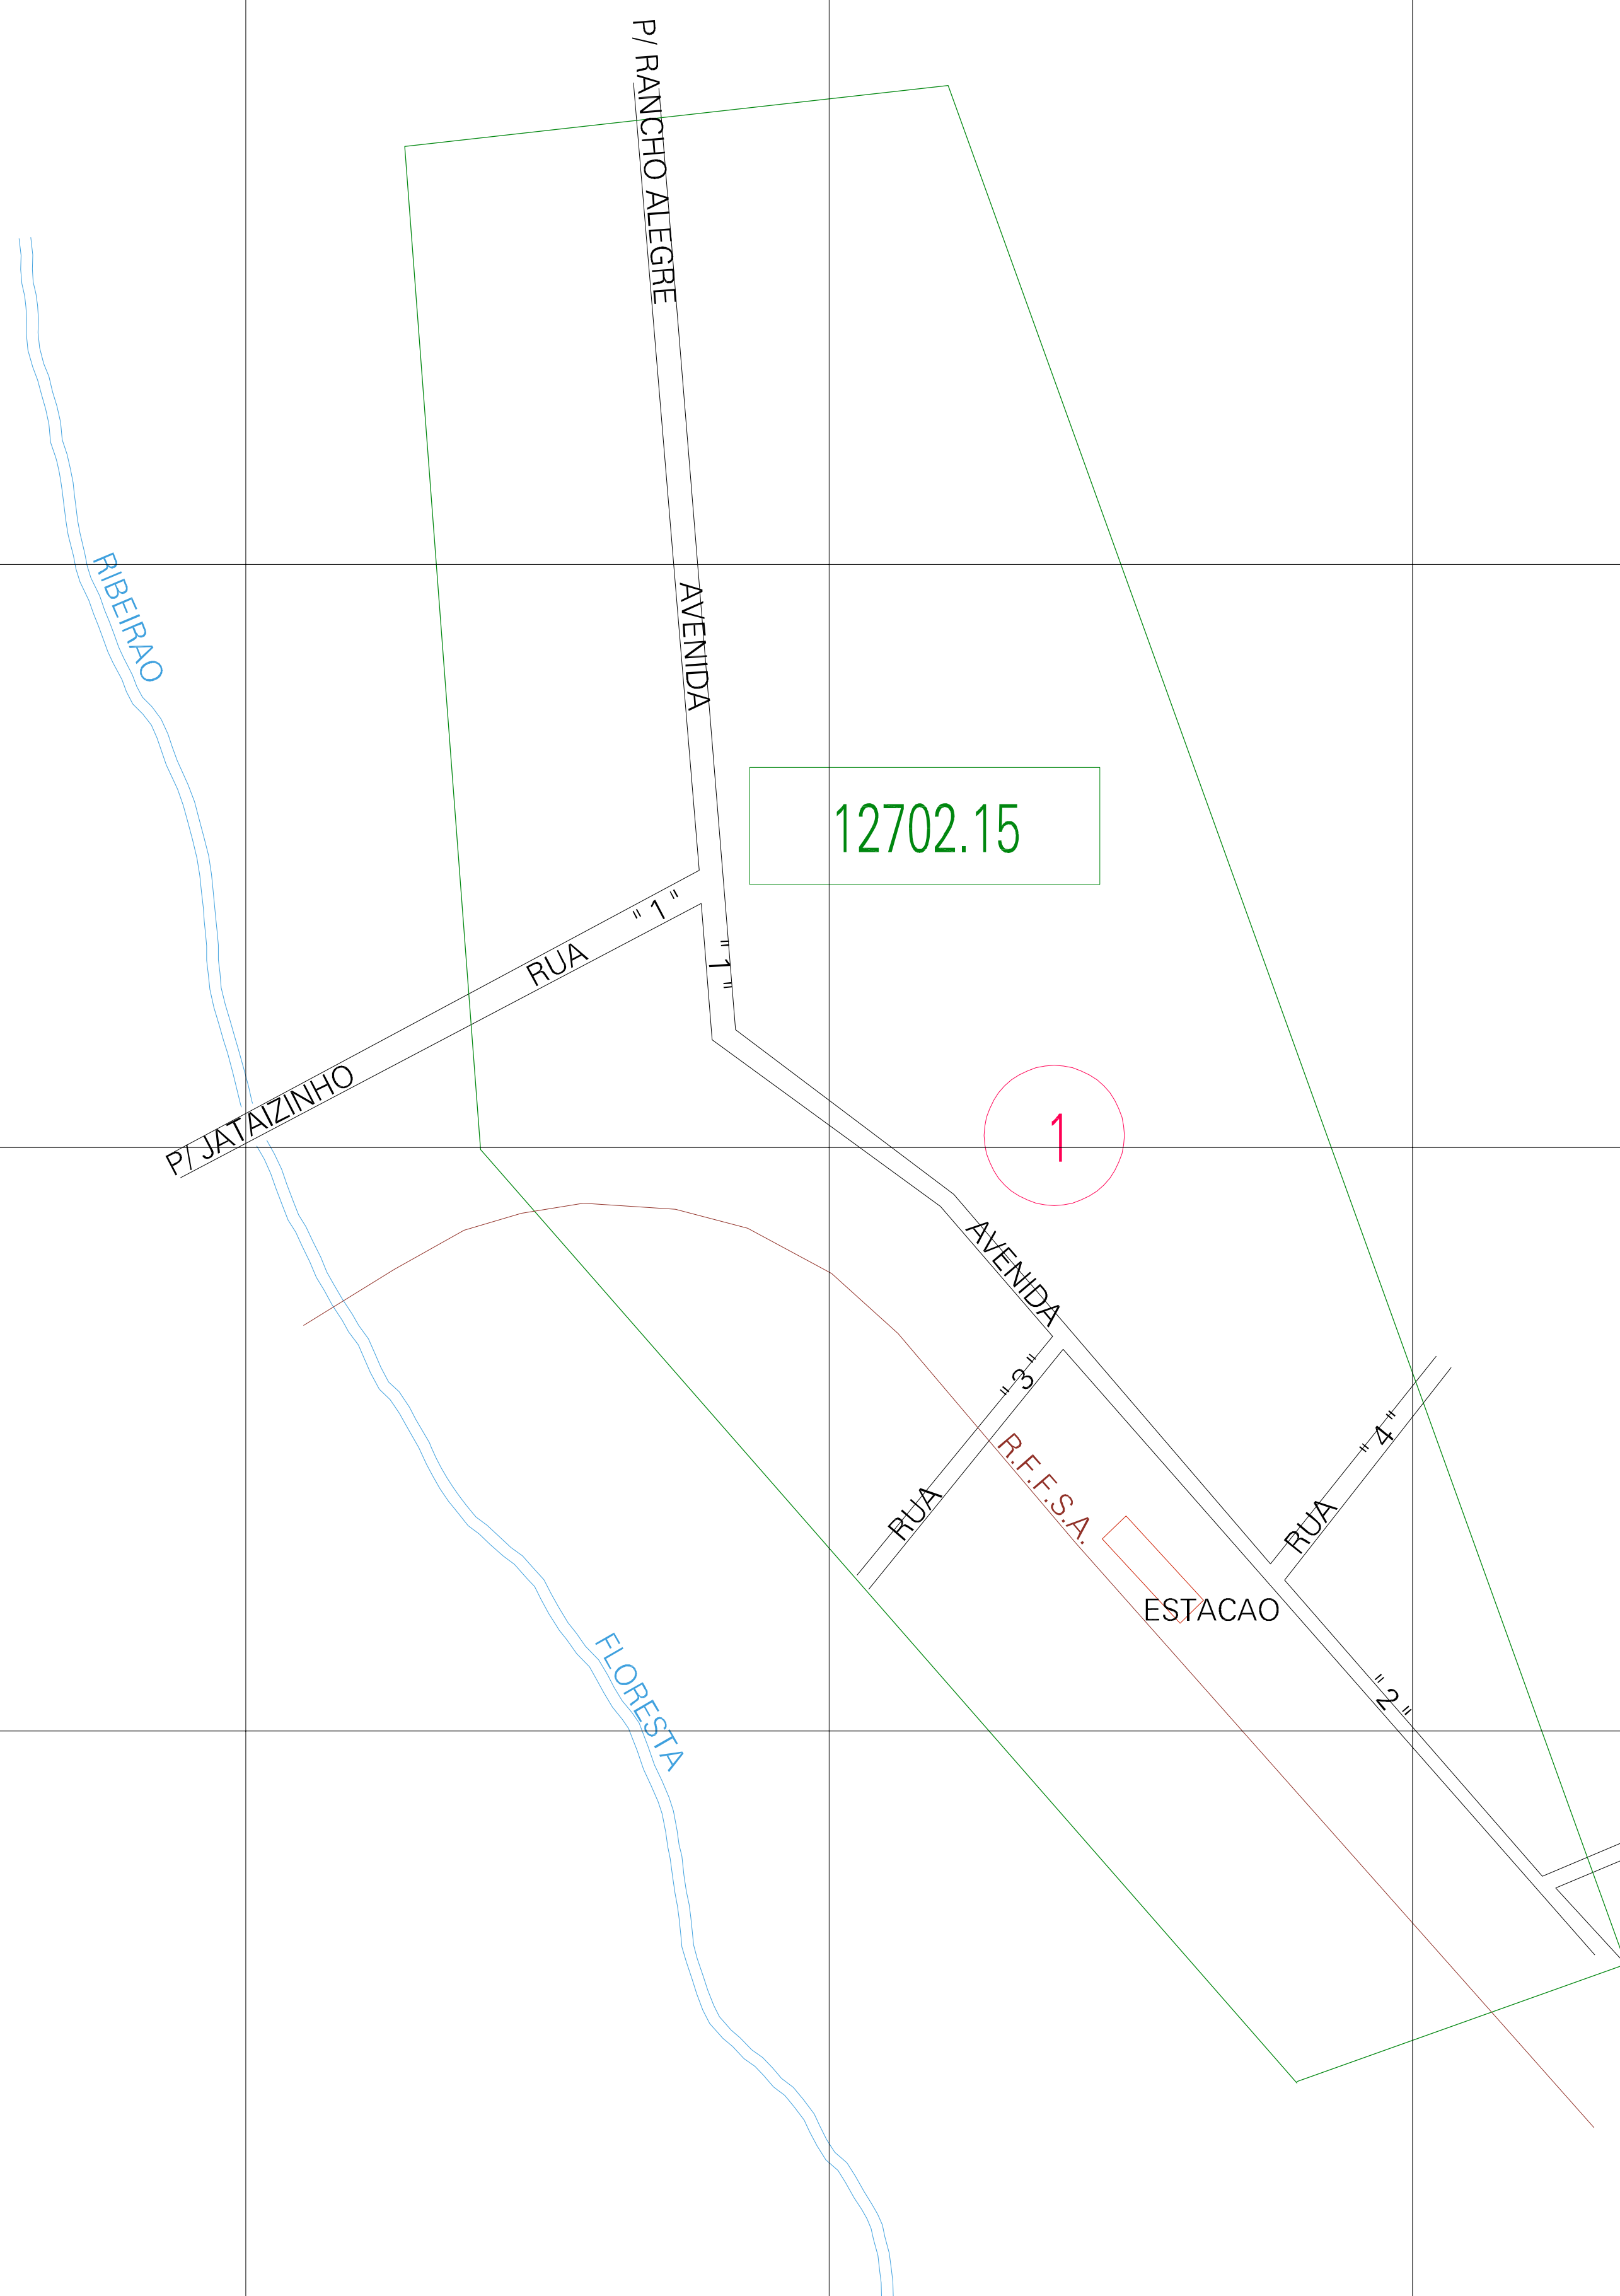 P/ RANCHO ALEGRE
RIBEIRAO
AVENIDA
12702.15
RUA "1"
"1"
P/ JATAIZINHO
1
AVENIDA
RUA "3"
R.F.F.S.A.
RUA "4"
ESTACAO
FLORESTA
"2"